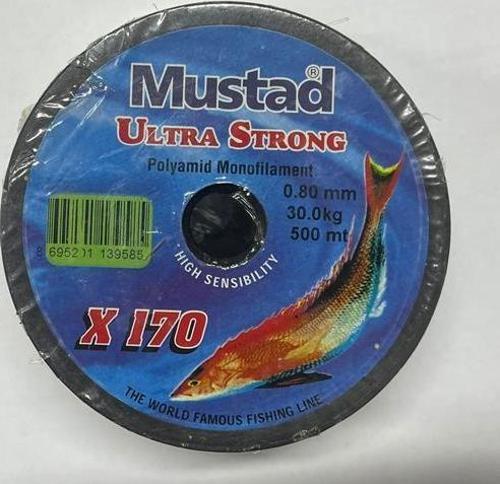 Mustad®
ULTRA STRONG
Polyamid Monofilament
0.80 mm
30.0kg
500 mt
8 695201 139585
HIGH SENSIBILITY
X 170
THE WORLD FAMOUS FISHING LINE